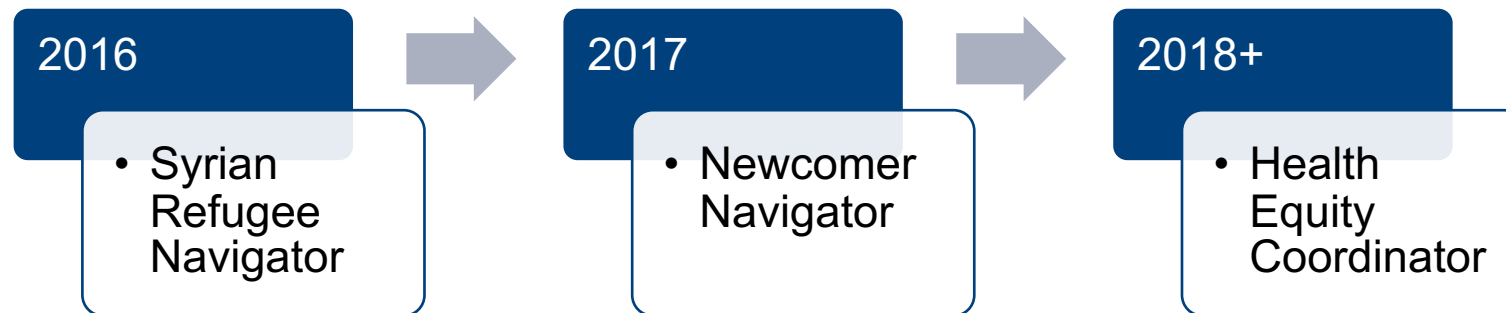 2016
• Syrian
Refugee
Navigator
2017
• Newcomer
Navigator
2018+
• Health
Equity
Coordinator